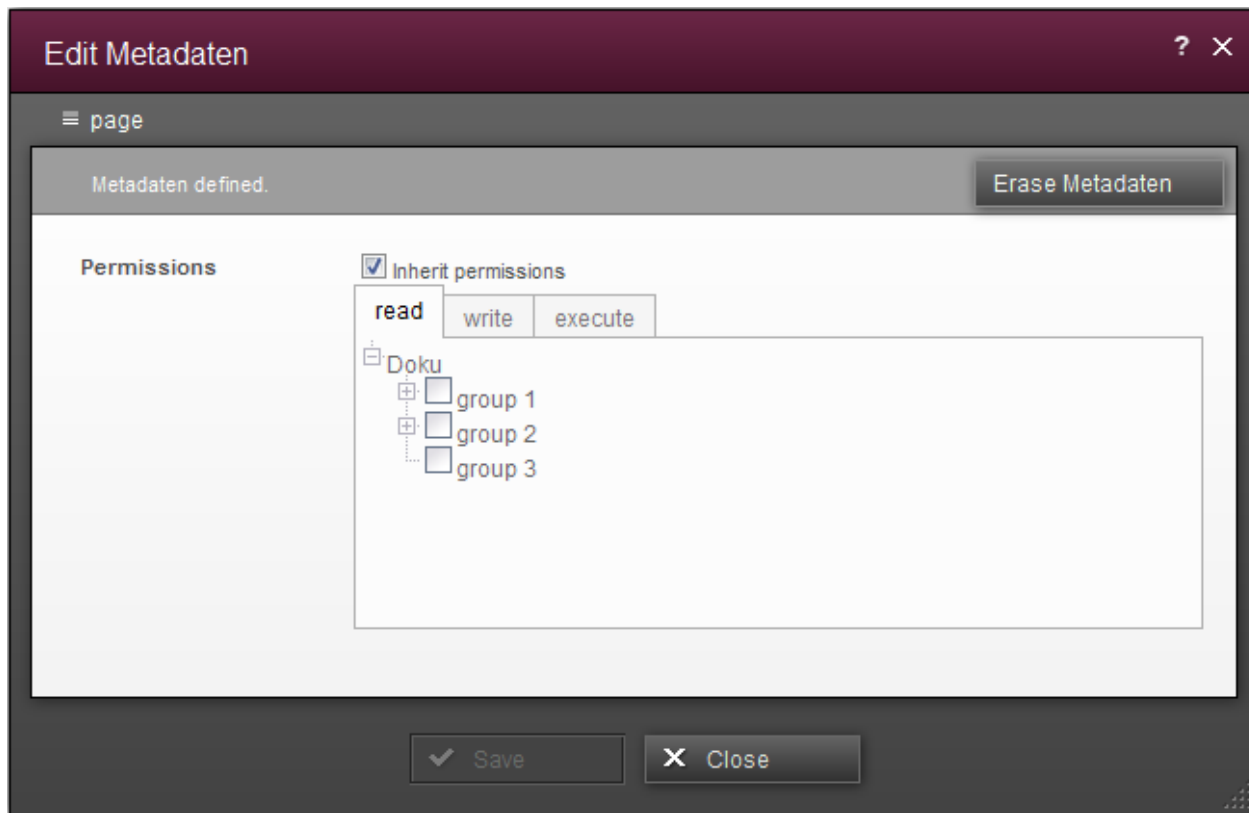 Edit Metadaten
?
page
Metadaten defined.
Erase Metadaten
Permissions
Inherit permissions
read write execute
Doku
group 1
group 2
group 3
Save Close